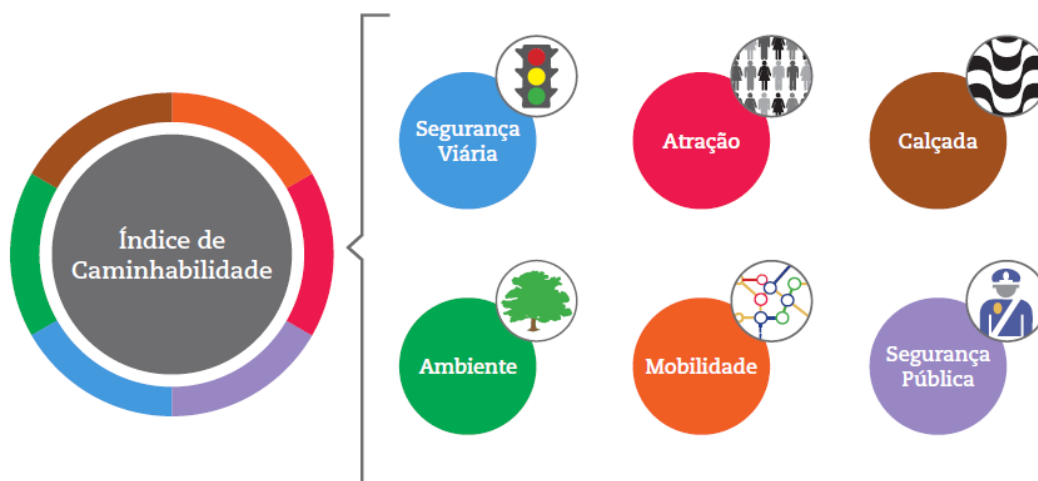 Índice de
Caminhabilidade
Segurança
Viária
Atração
Calçada
Ambiente
Mobilidade
Segurança
Pública